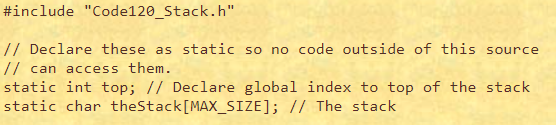 #include "Code120_Stack.h"
// Declare these as static so no code outside of this source
// can access them.
static int top; // Declare global index to top of the stack
static char theStack[MAX_SIZE]; // The stack